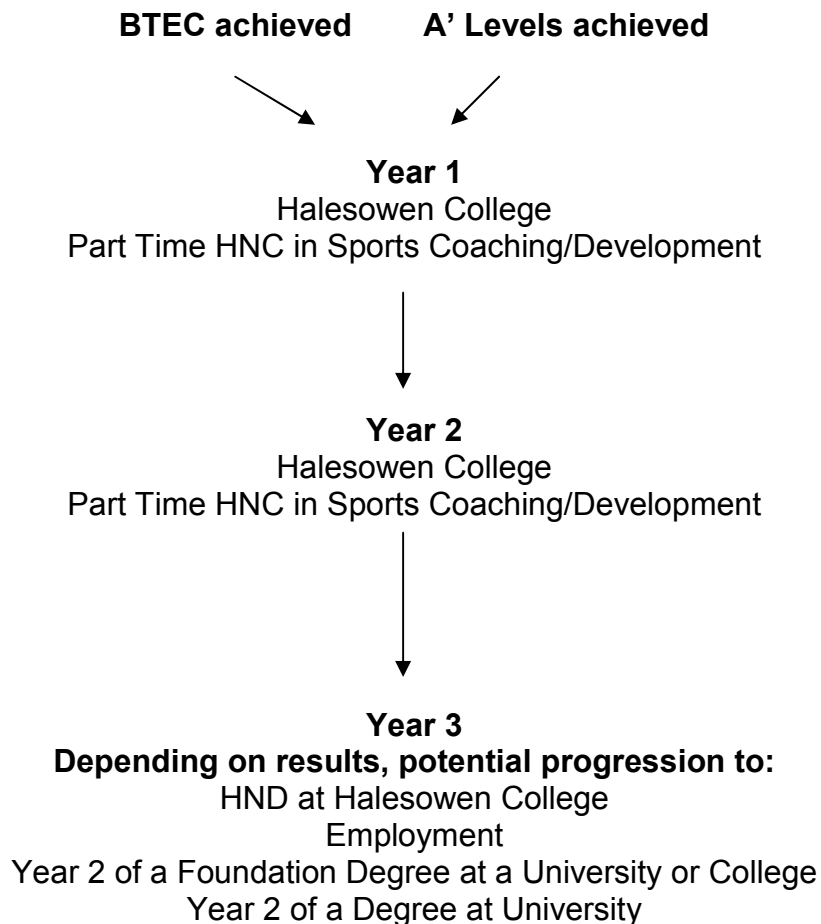 BTEC achieved A' Levels achieved
Year 1
Halesowen College
Part Time HNC in Sports Coaching/Development
Year 2
Halesowen College
Part Time HNC in Sports Coaching/Development
Year 3
Depending on results, potential progression to:
HND at Halesowen College
Employment
Year 2 of a Foundation Degree at a University or College
Year 2 of a Degree at University